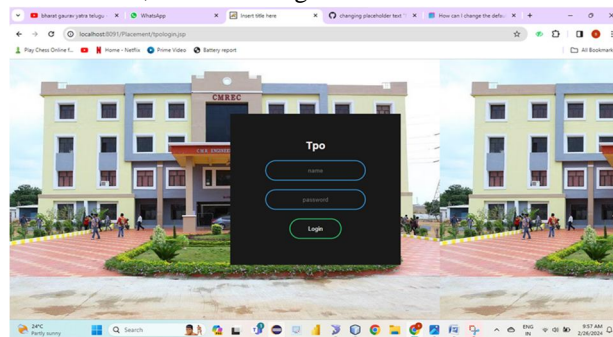 bharat gaurav yatra telugu
WhatsApp
Insert title here
changing placeholder text
How can I change the defa
localhost:8091/Placement/tpologin.jsp
Play Chess Online f...
Home - Netflix
Prime Video
Battery report
All Bookmark
CMREC
Tpo
name
password
Login
24°C
Partly sunny
Search
ENG
IN
9:57 AM
2/26/2024